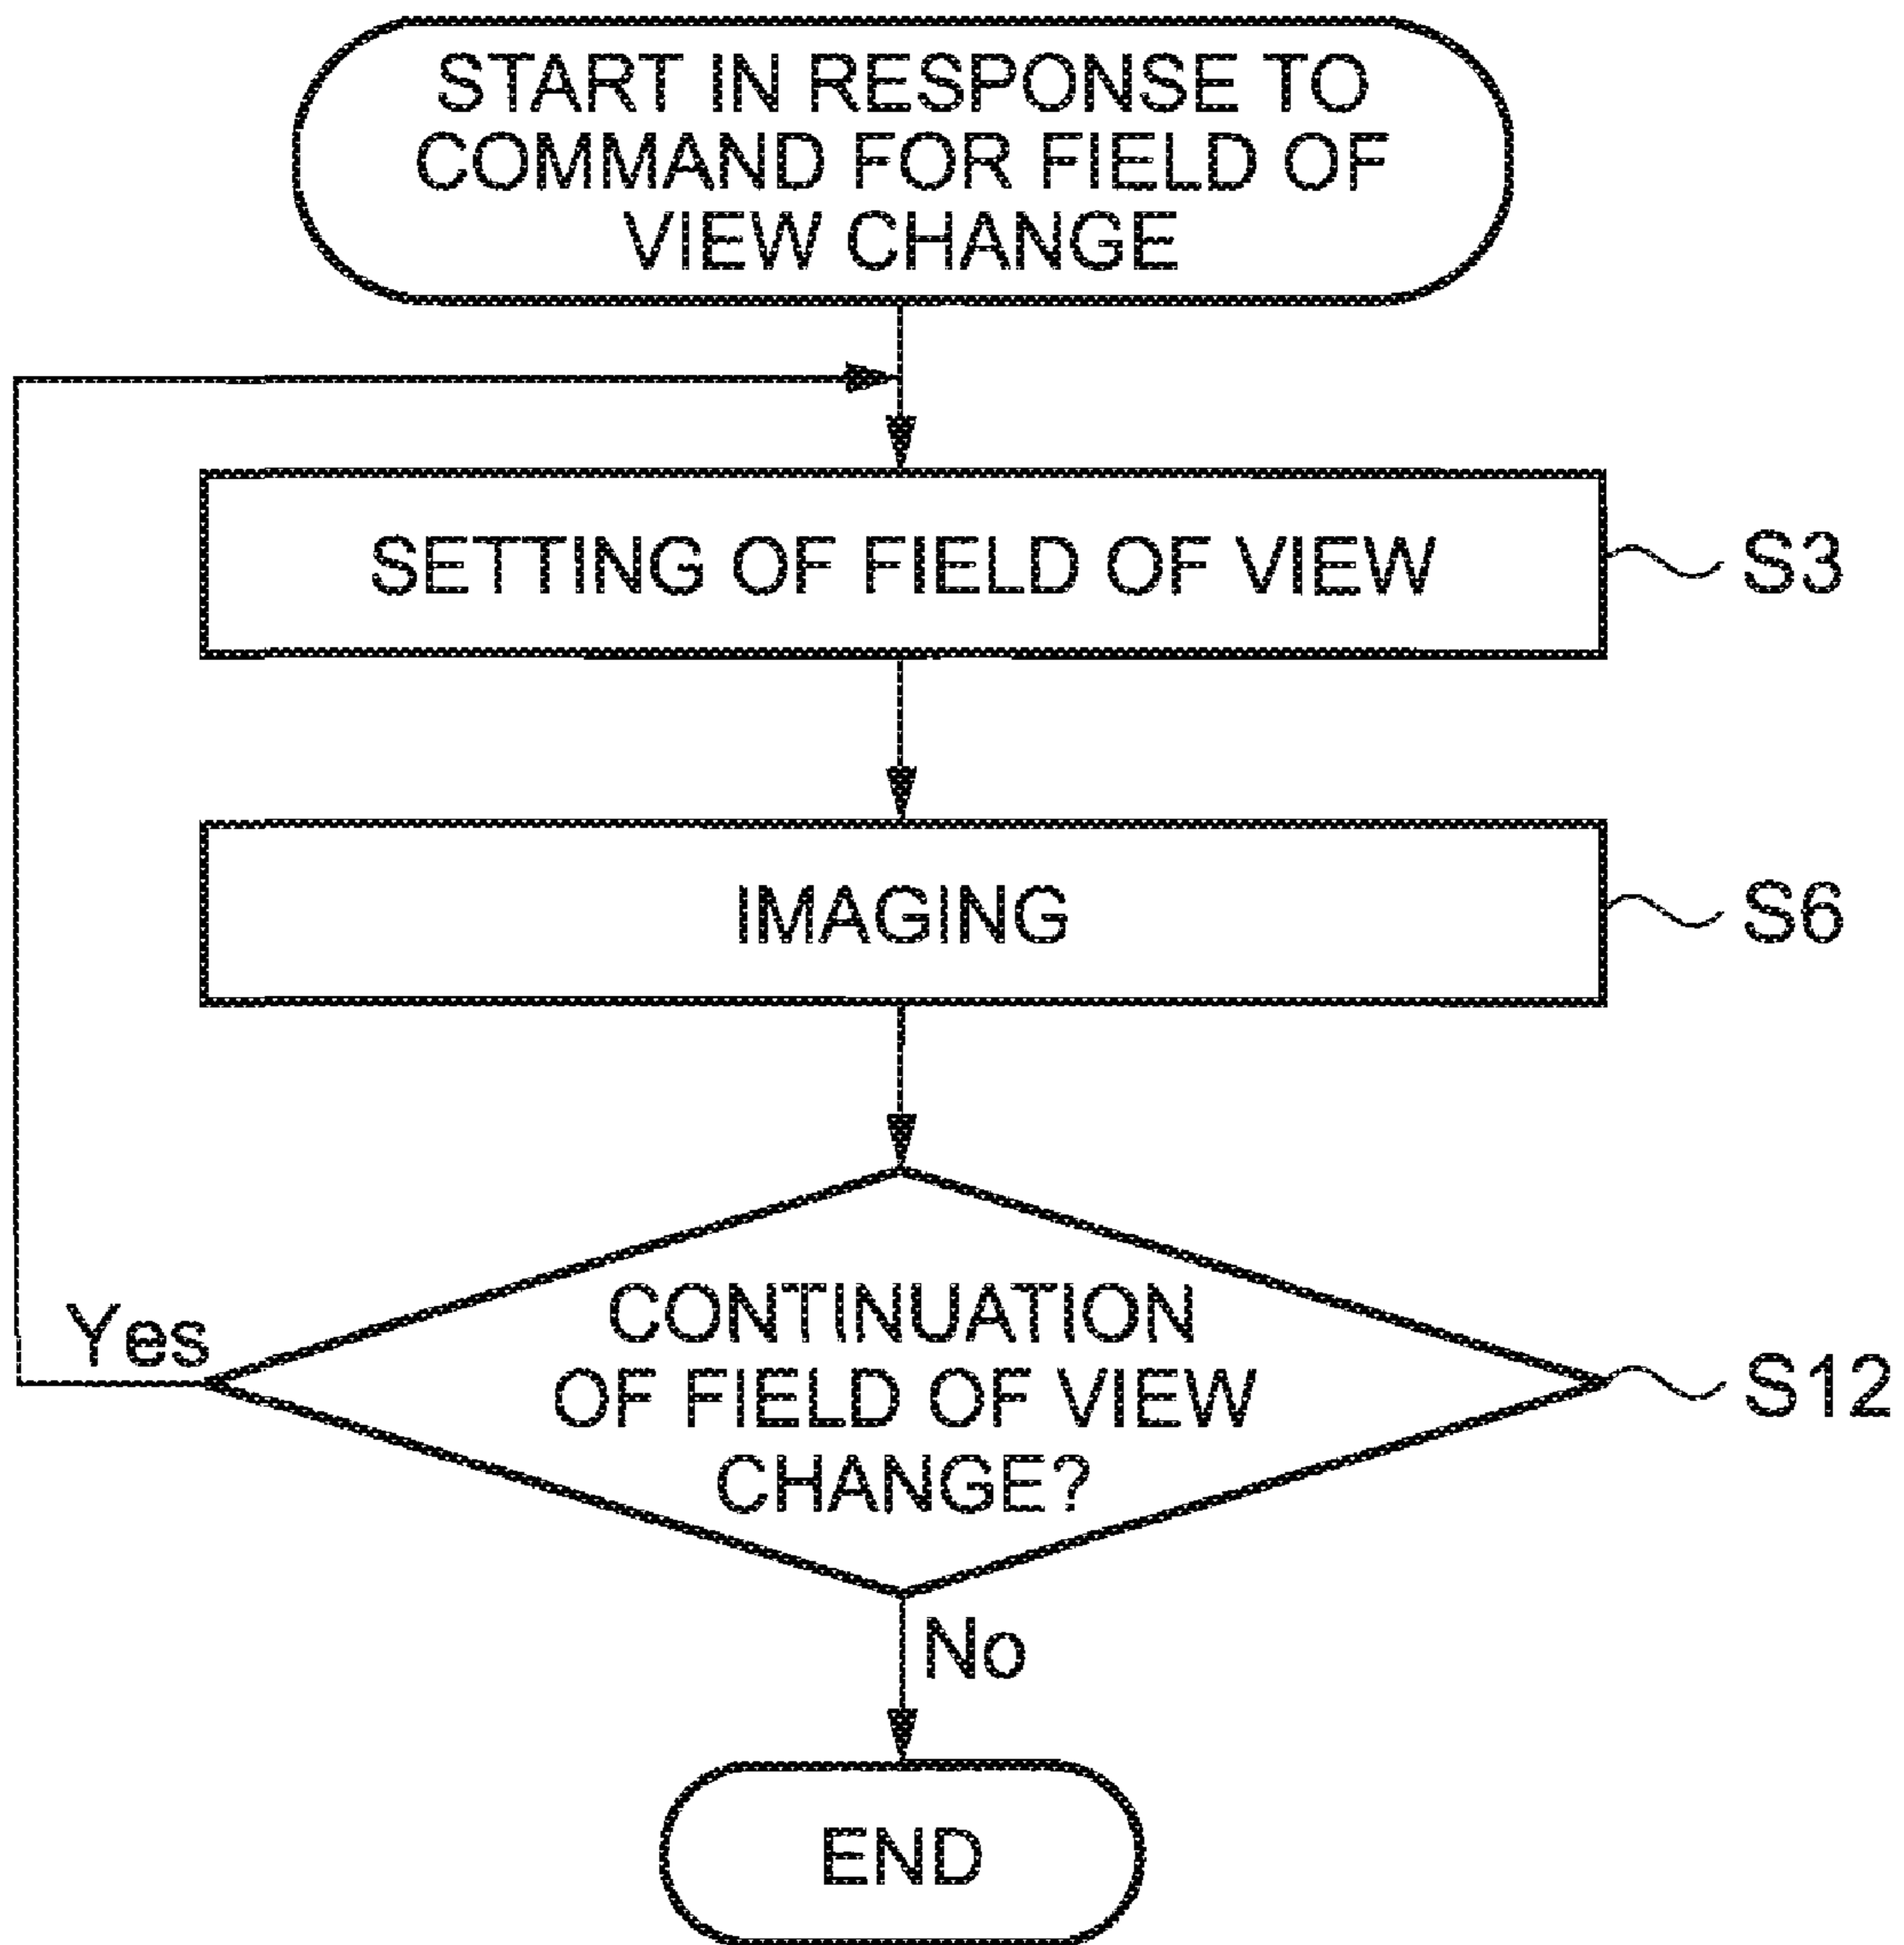 START IN RESPONSE TO
COMMAND FOR FIELD OF
VIEW CHANGE
SETTING OF FIELD OF VIEW
S3
IMAGING
S6
CONTINUATION
OF FIELD OF VIEW
CHANGE?
Yes
S12
No
END